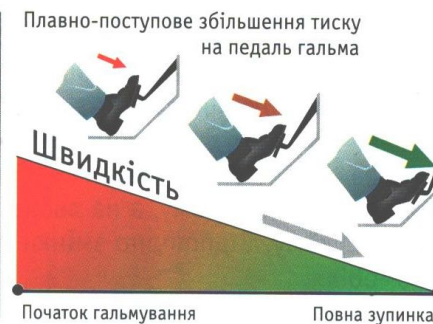 Плавно-поступове збільшення тиску
на педаль гальма
Швидкість
Початок гальмування
Повна зупинка